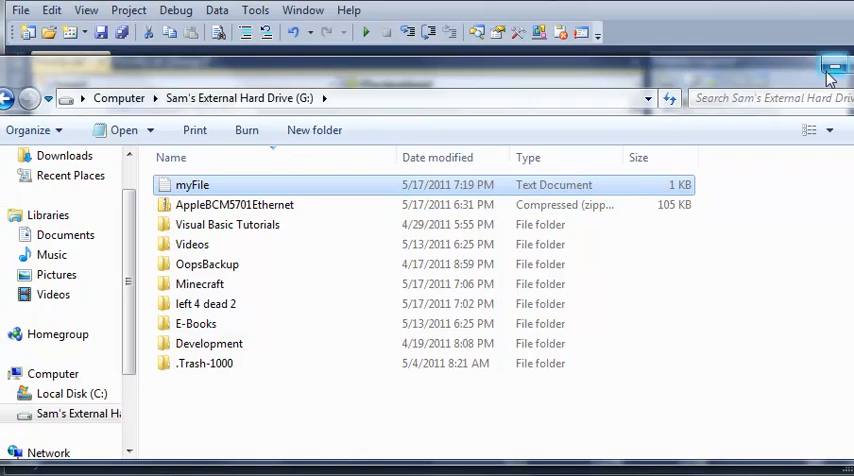 File Edit View Project Debug Data Tools Window Help
Computer Sam's External Hard Drive (G:) Search Sam's External Hard Driv
Organize Open Print Burn New folder
Name Date modified Type Size
Downloads
Recent Places
Libraries
Documents
Music
Pictures
Videos
Homegroup
Computer
Local Disk (C:)
Sam's External H
Network
myFile 5/17/2011 7:19 PM Text Document 1 KB
AppleBCM5701Ethernet 5/17/2011 6:31 PM Compressed (zipp... 105 KB
Visual Basic Tutorials 4/29/2011 5:55 PM File folder
Videos 5/13/2011 6:25 PM File folder
OopsBackup 4/17/2011 8:59 PM File folder
Minecraft 5/17/2011 7:06 PM File folder
left 4 dead 2 5/17/2011 7:02 PM File folder
E-Books 5/13/2011 6:25 PM File folder
Development 4/19/2011 8:08 PM File folder
.Trash-1000 5/4/2011 8:21 AM File folder